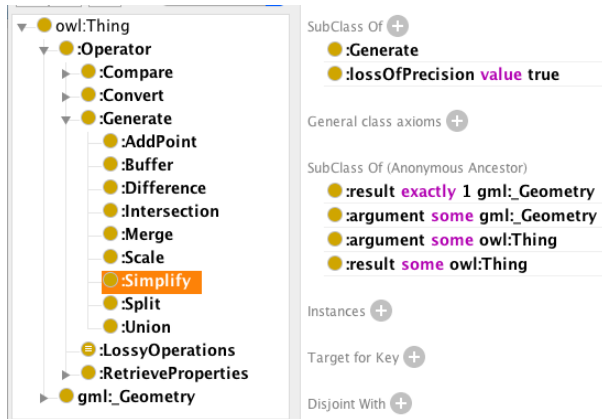 owl:Thing
:Operator
:Compare
:Convert
:Generate
:AddPoint
:Buffer
:Difference
:Intersection
:Merge
:Scale
:Simplify
:Split
:Union
:LossyOperations
:RetrieveProperties
gml:_Geometry
SubClass Of
:Generate
:lossOfPrecision value true
General class axioms
SubClass Of (Anonymous Ancestor)
:result exactly 1 gml:_Geometry
:argument some gml:_Geometry
:argument some owl:Thing
:result some owl:Thing
Instances
Target for Key
Disjoint With